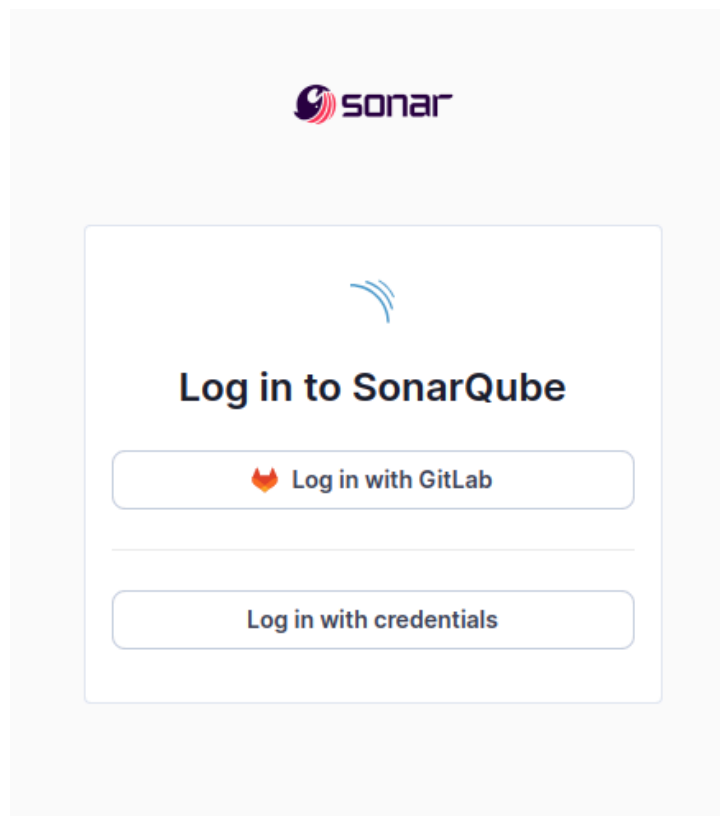 sonar
Log in to SonarQube
Log in with GitLab
Log in with credentials